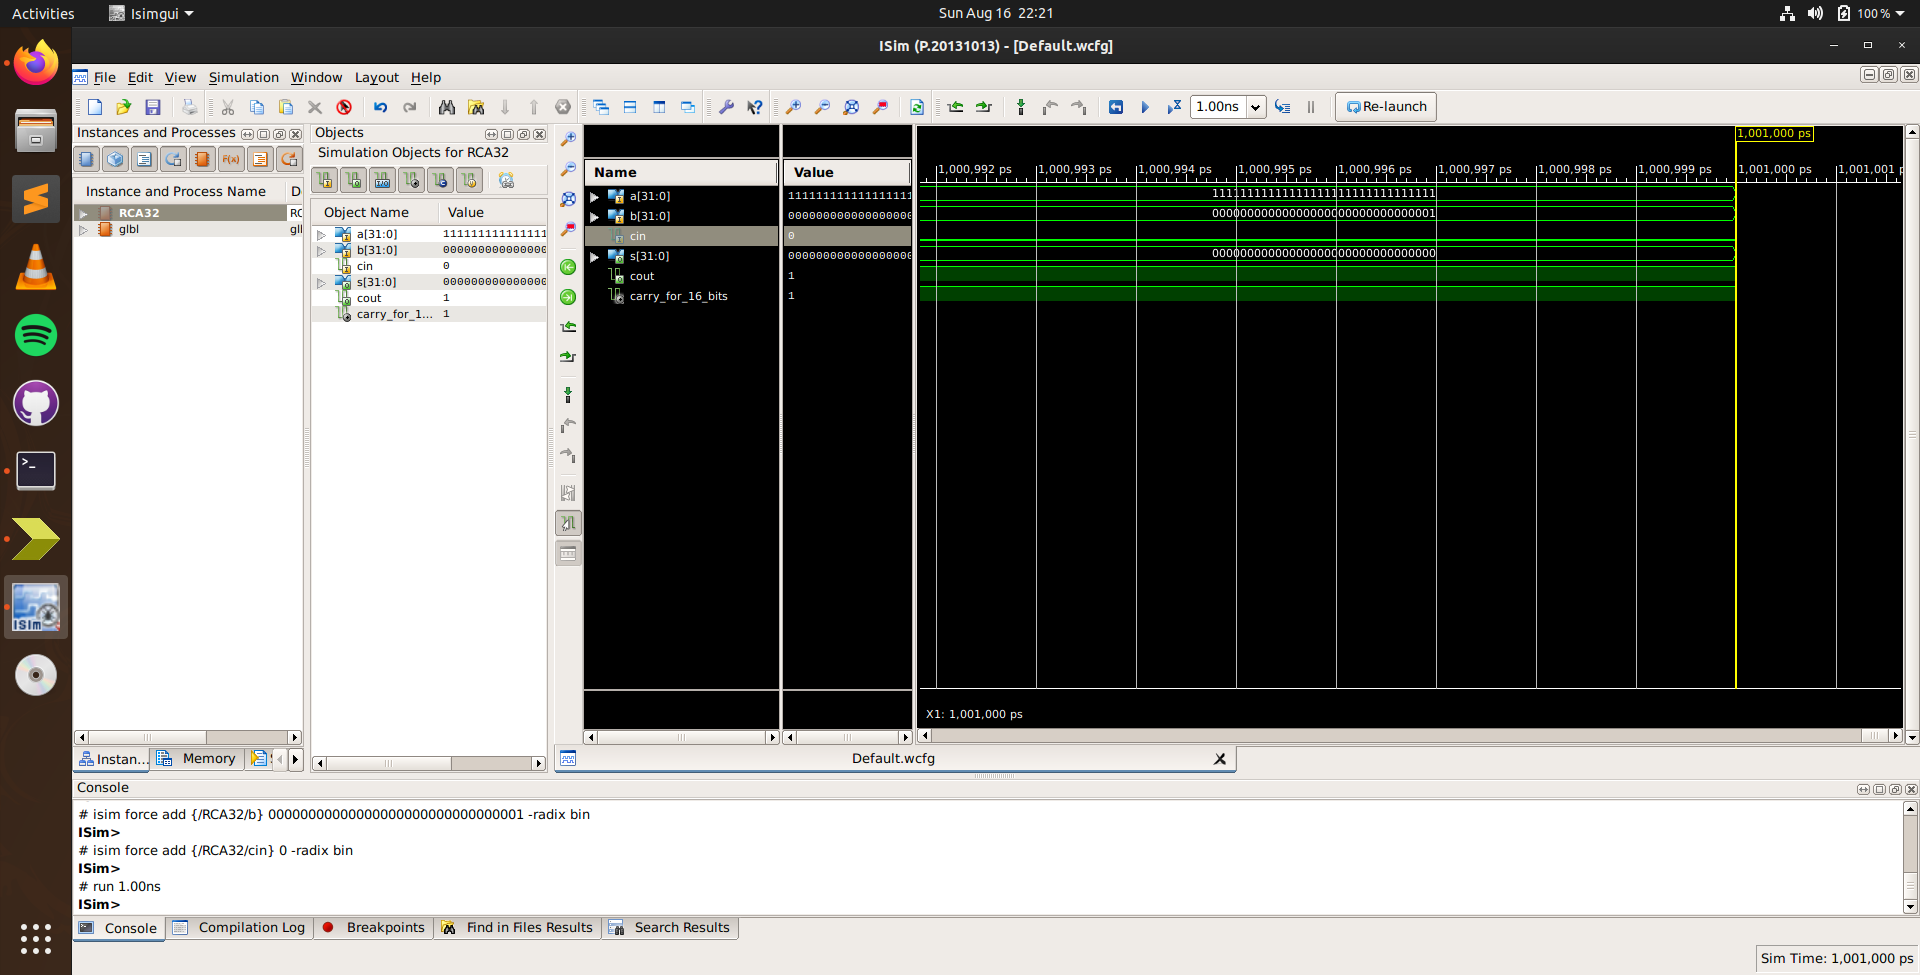 Activities Isimgui Sun Aug 16 22:21 100 %
ISim (P.20131013) - [Default.wcfg]
File Edit View Simulation Window Layout Help
1.00ns Re-launch
Instances and Processes
Instance and Process Name D
RCA32 RC
glbl gll
Instan... Memory
Objects
Simulation Objects for RCA32
Object Name Value
a[31:0] 1111111111111111
b[31:0] 0000000000000000
cin 0
s[31:0] 0000000000000000
cout 1
carry_for_1... 1
Name Value
a[31:0] 111111111111111111
b[31:0] 000000000000000000
cin 0
s[31:0] 000000000000000000
cout 1
carry_for_16_bits 1
1,001,000 ps
1,000,992 ps 1,000,993 ps 1,000,994 ps 1,000,995 ps 1,000,996 ps 1,000,997 ps 1,000,998 ps 1,000,999 ps 1,001,000 ps 1,001,001 p
11111111111111111111111111111111
00000000000000000000000000000001
00000000000000000000000000000000
X1: 1,001,000 ps
Default.wcfg
Console
# isim force add {/RCA32/b} 00000000000000000000000000000001 -radix bin
ISim>
# isim force add {/RCA32/cin} 0 -radix bin
ISim>
# run 1.00ns
ISim>
Console Compilation Log Breakpoints Find in Files Results Search Results
Sim Time: 1,001,000 ps